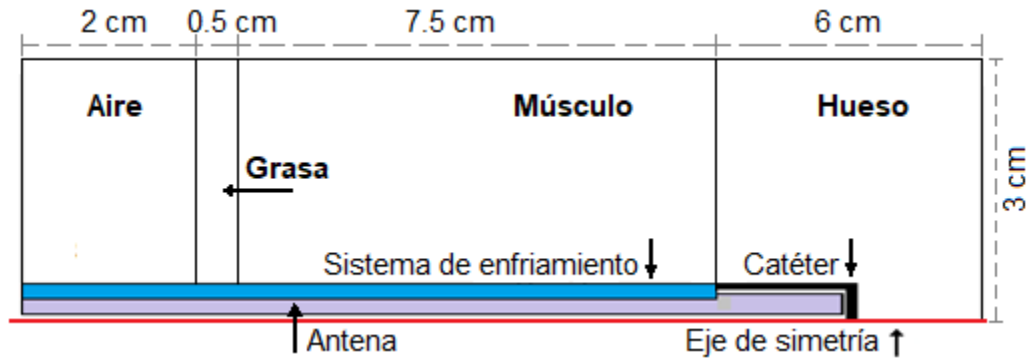 2 cm 0.5 cm 7.5 cm 6 cm
Aire Músculo Hueso
Grasa
3 cm
Sistema de enfriamiento Catéter
Antena Eje de simetría